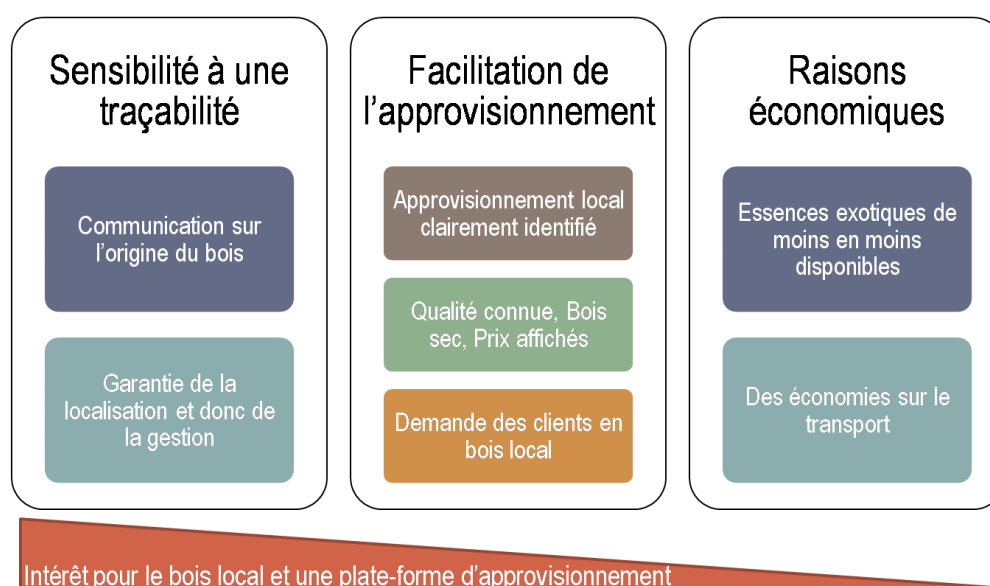 Sensibilité à une
traçabilité
Communication sur
l'origine du bois
Garantie de la
localisation et donc de
la gestion
Facilitation de
l'approvisionnement
Approvisionnement local
clairement identifié
Qualité connue, Bois
sec, Prix affichés
Demande des clients en
bois local
Raisons
économiques
Essences exotiques de
moins en moins
disponibles
Des économies sur le
transport
Intérêt pour le bois local et une plate-forme d'approvisionnement